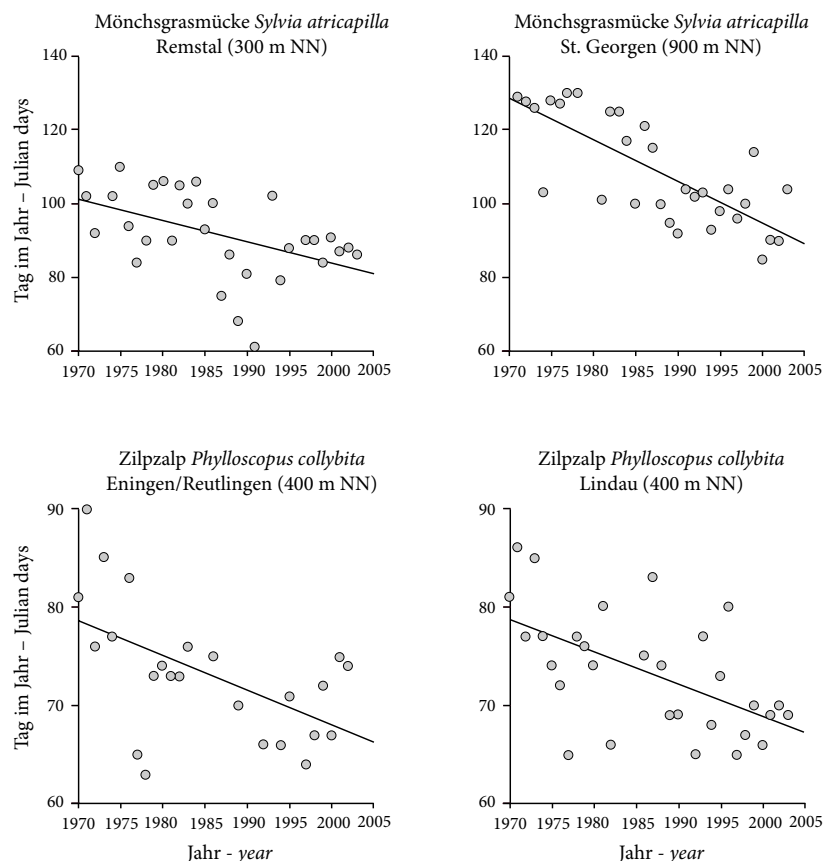 Mönchsgrasmücke Sylvia atricapilla
Remstal (300 m NN)
140
120
100
80
60
Tag im Jahr – Julian days
1970 1975 1980 1985 1990 1995 2000 2005
Mönchsgrasmücke Sylvia atricapilla
St. Georgen (900 m NN)
140
120
100
80
60
1970 1975 1980 1985 1990 1995 2000 2005
Zilpzalp Phylloscopus collybita
Eningen/Reutlingen (400 m NN)
90
80
70
60
Tag im Jahr – Julian days
1970 1975 1980 1985 1990 1995 2000 2005
Jahr - year
Zilpzalp Phylloscopus collybita
Lindau (400 m NN)
90
80
70
60
1970 1975 1980 1985 1990 1995 2000 2005
Jahr - year